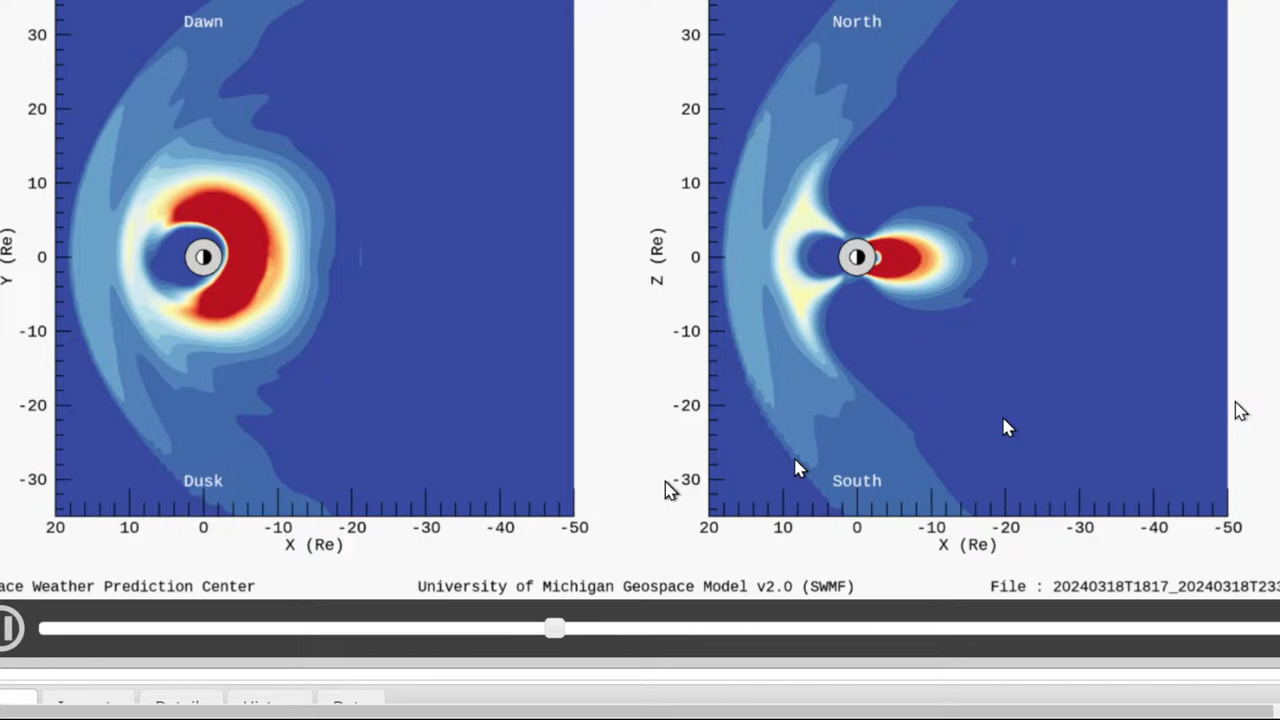 Dawn
North
30
20
10
0
-10
-20
-30
Y (Re)
30
20
10
0
-10
-20
-30
Z (Re)
Dusk
South
20 10 0 -10 -20 -30 -40 -50
20 10 0 -10 -20 -30 -40 -50
X (Re)
X (Re)
Weather Prediction Center
University of Michigan Geospace Model v2.0 (SWMF)
File : 20240318T1817_20240318T233